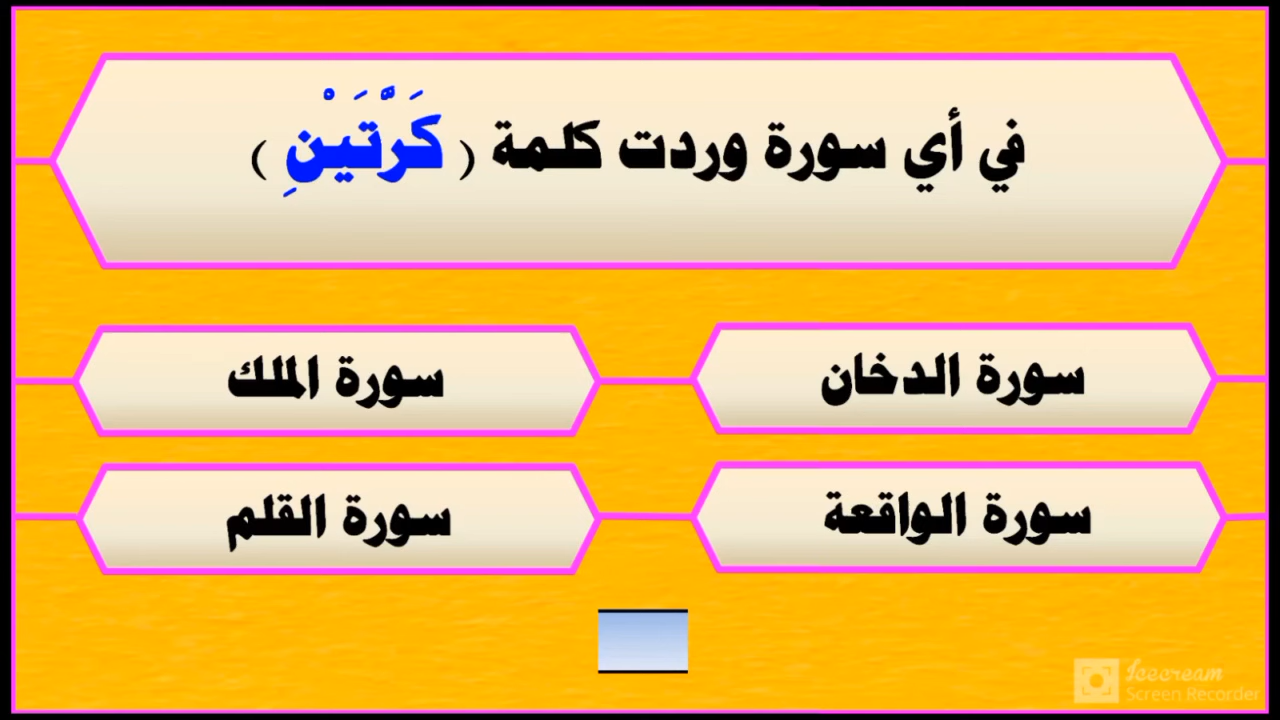 في أي سورة وردت كلمة ( كَرَّتَيْنِ )
سورة الدخان
سورة الملك
سورة الواقعة
سورة القلم
Icecream
Screen Recorder